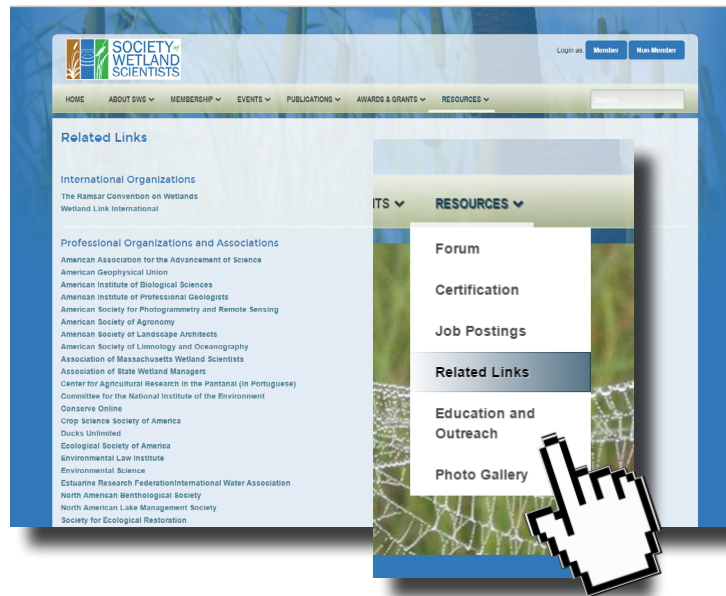 SOCIETY of
WETLAND
SCIENTISTS
Login as: Member Non-Member
HOME ABOUT SWS MEMBERSHIP EVENTS PUBLICATIONS AWARDS & GRANTS RESOURCES
Search...
Related Links
International Organizations
The Ramsar Convention on Wetlands
Wetland Link International
Professional Organizations and Associations
American Association for the Advancement of Science
American Geophysical Union
American Institute of Biological Sciences
American Institute of Professional Geologists
American Society for Photogrammetry and Remote Sensing
American Society of Agronomy
American Society of Landscape Architects
American Society of Limnology and Oceanography
Association of Massachusetts Wetland Scientists
Association of State Wetland Managers
Center for Agricultural Research in the Pantanal (in Portuguese)
Committee for the National Institute of the Environment
Conserve Online
Crop Science Society of America
Ducks Unlimited
Ecological Society of America
Environmental Law Institute
Environmental Science
Estuarine Research FederationInternational Water Association
North American Benthological Society
North American Lake Management Society
Society for Ecological Restoration
NTS RESOURCES
Forum
Certification
Job Postings
Related Links
Education and
Outreach
Photo Gallery